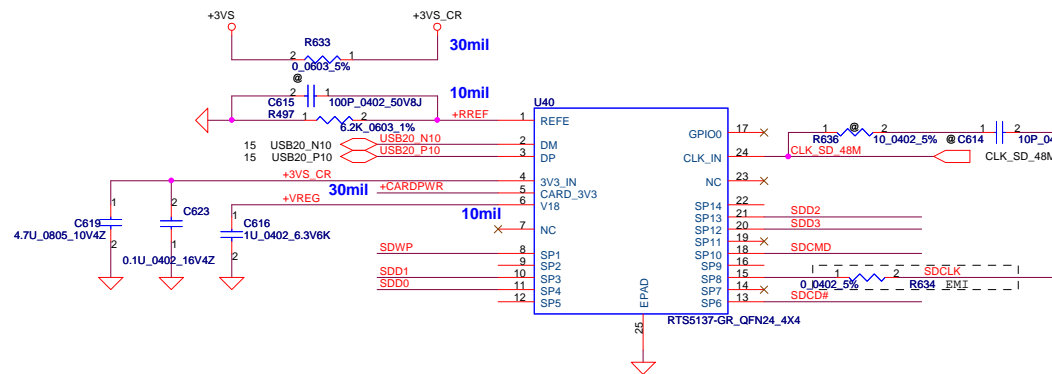 +3VS
+3VS_CR
R633
30mil
2
1
0_0603_5%
@
2
1
C615
100P_0402_50V8J
10mil
U40
R497
1
2
+RREF
1
REFE
6.2K_0603_1%
GPIO0
17
R636
@
10_0402_5%
@
C614
2
15
USB20_N10
USB20_N10
2
DM
CLK_IN
24
CLK_SD_48M
10P_04
15
USB20_P10
USB20_P10
3
DP
CLK_SD_48M
+3VS_CR
4
3V3_IN
NC
23
30mil
+CARDPWR
5
CARD_3V3
+VREG
6
V18
SP14
22
1
C619
C623
1
C616
10mil
7
NC
SP13
21
SDD2
4.7U_0805_10V4Z
1U_0402_6.3V6K
SP12
20
SDD3
2
2
SP11
19
1
2
SDWP
8
SP1
SP10
18
SDCMD
0.1U_0402_16V4Z
9
SP2
SP9
16
SDD1
10
SP3
SP8
15
1
2
SDCLK
SDD0
11
SP4
SP7
14
0_0402_5%
R634
EMI
12
SP5
SP6
13
SDCD#
EPAD
25
RTS5137-GR_QFN24_4X4